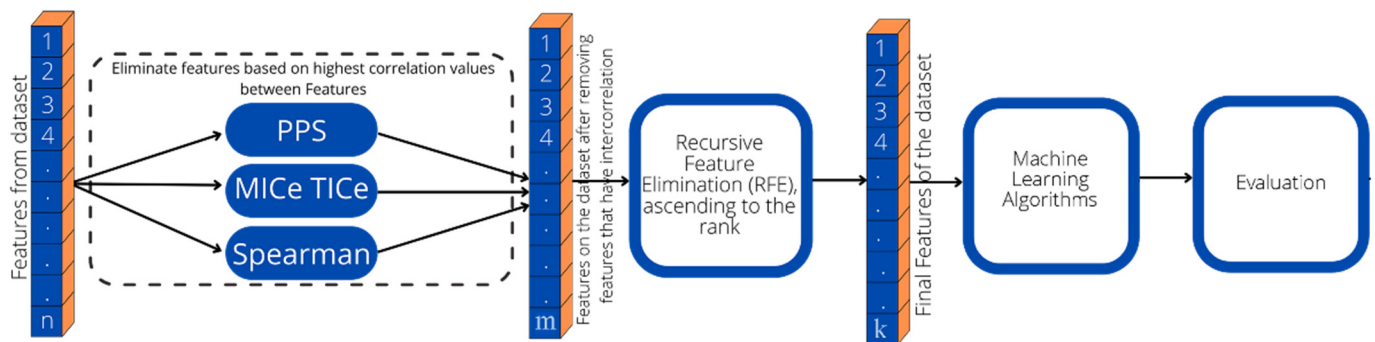 Features from dataset
1
2
3
4
.
.
.
.
.
n
Eliminate features based on highest correlation values
between Features
PPS
MICe TICe
Spearman
1
2
3
4
.
.
.
.
.
m
Features on the dataset after removing
features that have intercorrelation
Recursive
Feature
Elimination (RFE),
ascending to the
rank
1
2
3
4
.
.
.
.
.
k
Final Features of the dataset
Machine
Learning
Algorithms
Evaluation